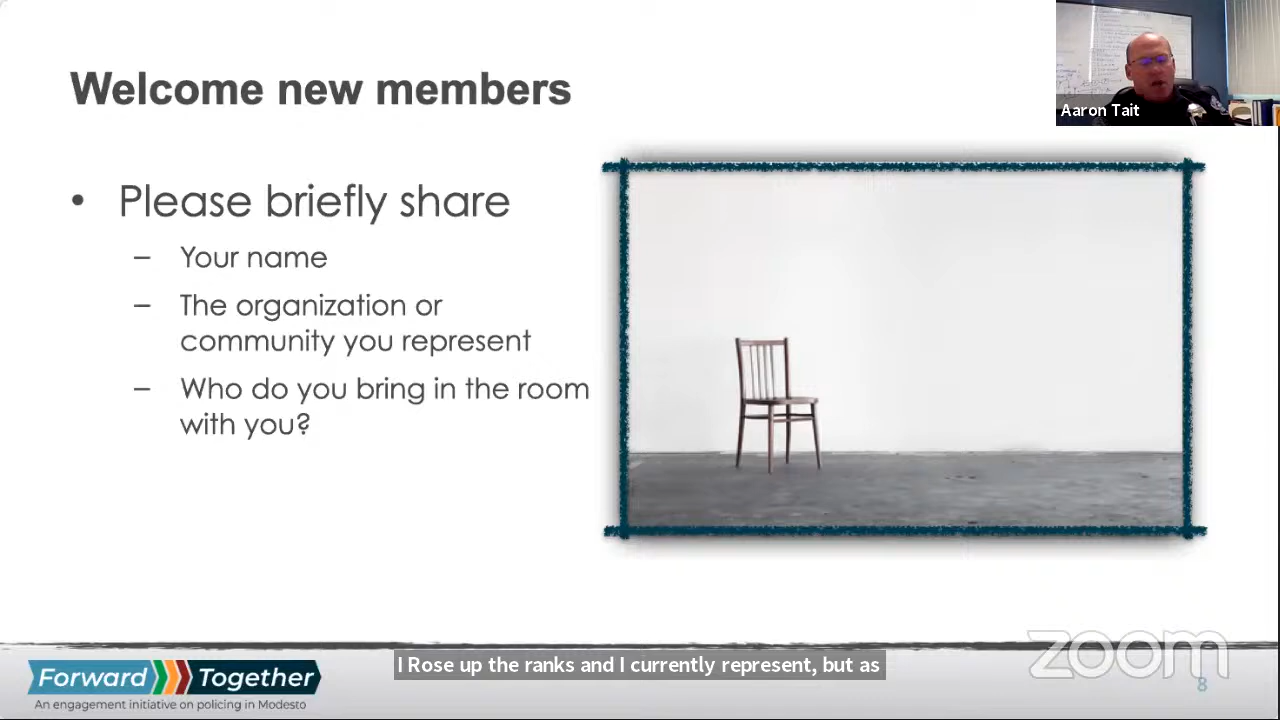 Welcome new members
Aaron Tait
• Please briefly share
– Your name
– The organization or
community you represent
– Who do you bring in the room
with you?
I Rose up the ranks and I currently represent, but as
zoom
8
Forward Together
An engagement initiative on policing in Modesto